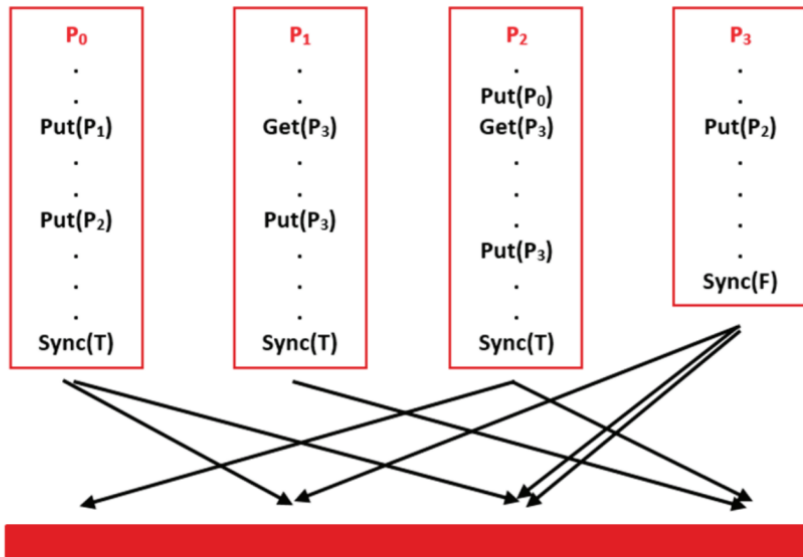 P0
.
.
Put(P1)
.
.
Put(P2)
.
.
.
Sync(T)
P1
.
.
Get(P3)
.
.
Put(P3)
.
.
.
Sync(T)
P2
.
Put(P0)
Get(P3)
.
.
.
Put(P3)
.
.
Sync(T)
P3
.
.
Put(P2)
.
.
.
.
Sync(F)